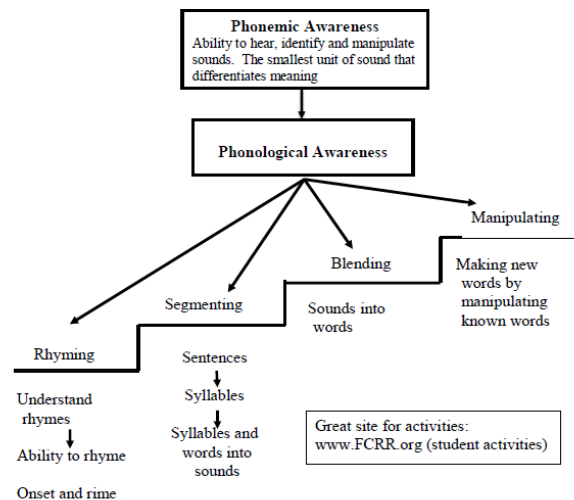 Phonemic Awareness
Ability to hear, identify and manipulate
sounds. The smallest unit of sound that
differentiates meaning
Phonological Awareness
Manipulating
Making new
words by
manipulating
known words
Blending
Sounds into
words
Segmenting
Sentences
Syllables
Syllables and
words into
sounds
Rhyming
Understand
rhymes
Ability to rhyme
Onset and rime
Great site for activities:
www.FCRR.org (student activities)